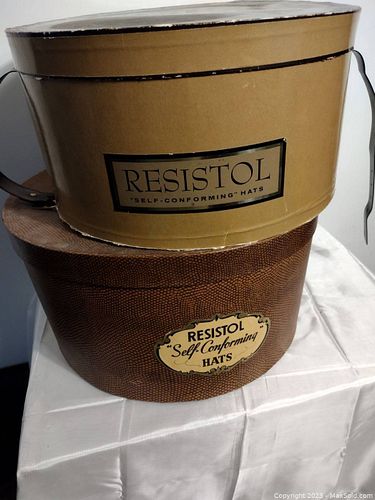 RESISTOL
"SELF-CONFORMING" HATS
RESISTOL
"Self-Conforming"
HATS
Copyright 2023 - MaxSold.com